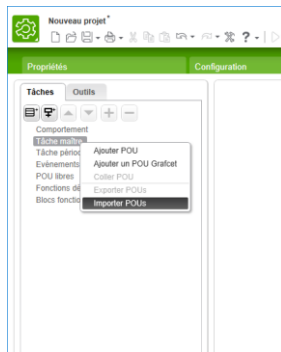 Nouveau projet*
Propriétés Configuration
Tâches Outils
Comportement
Tâche maître
Tâche périod
Evènements
POU libres
Fonctions dé
Blocs fonctio
Ajouter POU
Ajouter un POU Grafcet
Coller POU
Exporter POUs
Importer POUs